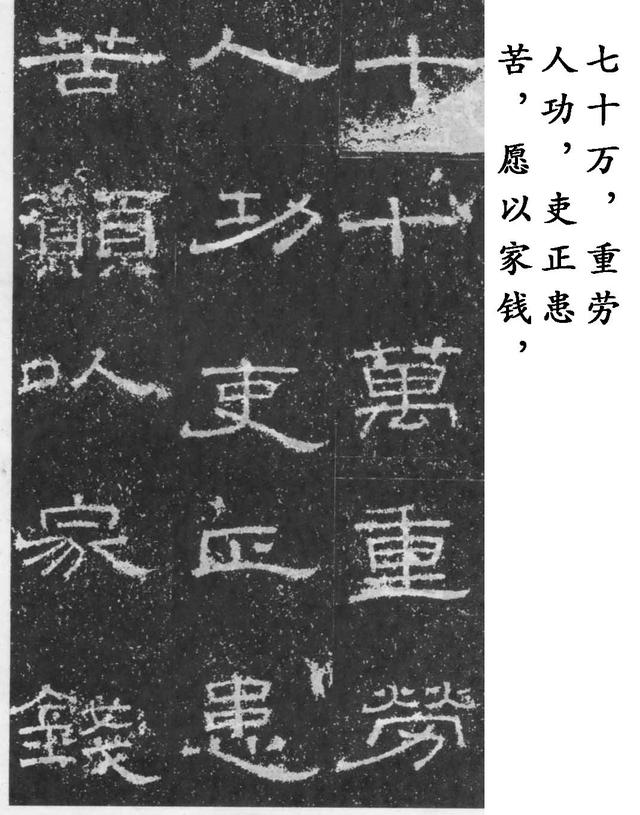 七十万，重劳
人功，吏正患
苦，愿以家钱，
七十萬重勞
人功吏正患
苦願以家錢